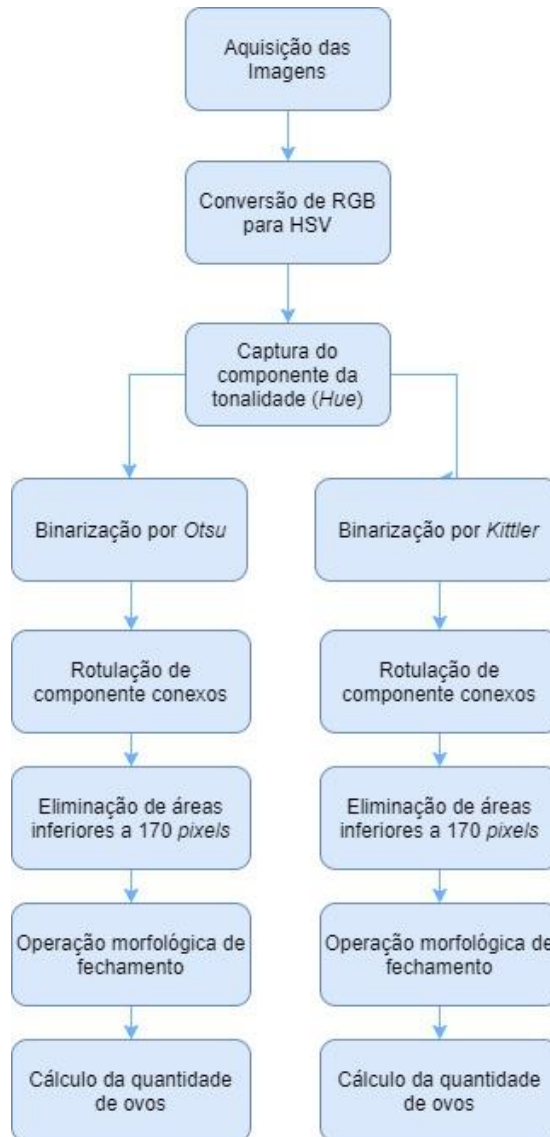 Aquisição das
Imagens
Conversão de RGB
para HSV
Captura do
componente da
tonalidade (Hue)
Binarização por Otsu
Binarização por Kittler
Rotulação de
componente conexos
Rotulação de
componente conexos
Eliminação de áreas
inferiores a 170 pixels
Eliminação de áreas
inferiores a 170 pixels
Operação morfológica de
fechamento
Operação morfológica de
fechamento
Cálculo da quantidade
de ovos
Cálculo da quantidade
de ovos